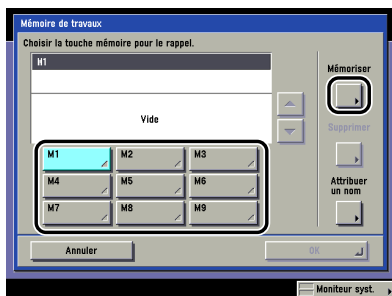 Mémoire de travaux
Choisir la touche mémoire pour le rappel.
M1
Mémoriser
Vide
Supprimer
M1 M2 M3
M4 M5 M6
Attribuer
un nom
M7 M8 M9
Annuler
OK
Moniteur syst.